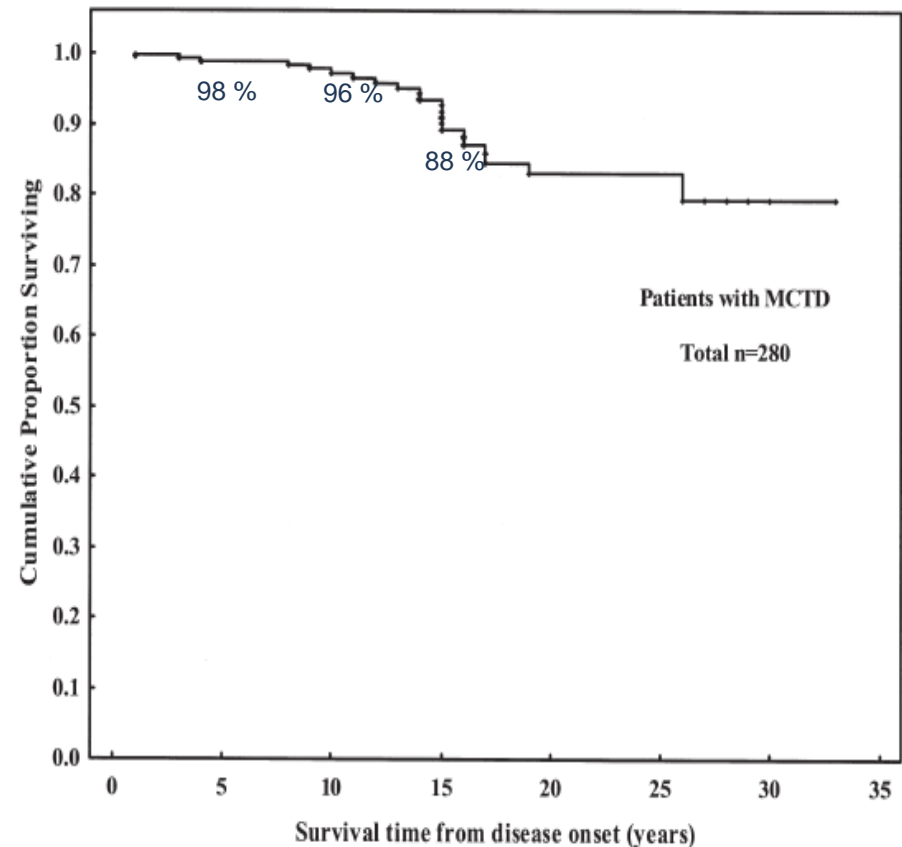 Cumulative Proportion Surviving
1.0
0.9
0.8
0.7
0.6
0.5
0.4
0.3
0.2
0.1
0.0
98 %
96 %
88 %
Patients with MCTD
Total n=280
0 5 10 15 20 25 30 35
Survival time from disease onset (years)